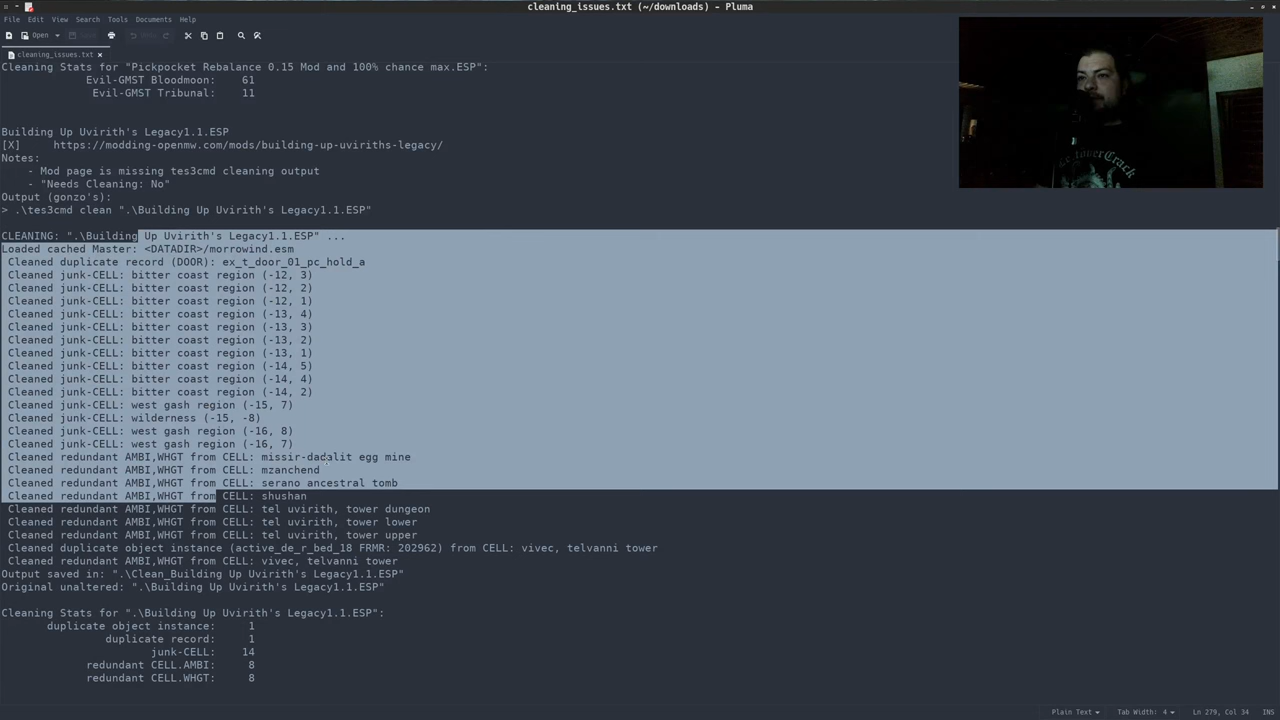 cleaning_issues.txt (~/downloads) - Pluma
File Edit View Search Tools Documents Help
Open Save Undo
cleaning_issues.txt
Cleaning Stats for "Pickpocket Rebalance 0.15 Mod and 100% chance max.ESP":
Evil-GMST Bloodmoon: 61
Evil-GMST Tribunal: 11
Building Up Uvirith's Legacy1.1.ESP
[X] https://modding-openmw.com/mods/building-up-uviriths-legacy/
Notes:
- Mod page is missing tes3cmd cleaning output
- "Needs Cleaning: No"
Output (gonzo's):
> .\tes3cmd clean ".\Building Up Uvirith's Legacy1.1.ESP"
CLEANING: ".\Building Up Uvirith's Legacy1.1.ESP" ...
Loaded cached Master: <DATADIR>/morrowind.esm
Cleaned duplicate record (DOOR): ex_t_door_01_pc_hold_a
Cleaned junk-CELL: bitter coast region (-12, 3)
Cleaned junk-CELL: bitter coast region (-12, 2)
Cleaned junk-CELL: bitter coast region (-12, 1)
Cleaned junk-CELL: bitter coast region (-13, 4)
Cleaned junk-CELL: bitter coast region (-13, 3)
Cleaned junk-CELL: bitter coast region (-13, 2)
Cleaned junk-CELL: bitter coast region (-13, 1)
Cleaned junk-CELL: bitter coast region (-14, 5)
Cleaned junk-CELL: bitter coast region (-14, 4)
Cleaned junk-CELL: bitter coast region (-14, 2)
Cleaned junk-CELL: west gash region (-15, 7)
Cleaned junk-CELL: wilderness (-15, -8)
Cleaned junk-CELL: west gash region (-16, 8)
Cleaned junk-CELL: west gash region (-16, 7)
Cleaned redundant AMBI,WHGT from CELL: missir-dadalit egg mine
Cleaned redundant AMBI,WHGT from CELL: mzanchend
Cleaned redundant AMBI,WHGT from CELL: serano ancestral tomb
Cleaned redundant AMBI,WHGT from CELL: shushan
Cleaned redundant AMBI,WHGT from CELL: tel uvirith, tower dungeon
Cleaned redundant AMBI,WHGT from CELL: tel uvirith, tower lower
Cleaned redundant AMBI,WHGT from CELL: tel uvirith, tower upper
Cleaned duplicate object instance (active_de_r_bed_18 FRMR: 202962) from CELL: vivec, telvanni tower
Cleaned redundant AMBI,WHGT from CELL: vivec, telvanni tower
Output saved in: ".\Clean_Building Up Uvirith's Legacy1.1.ESP"
Original unaltered: ".\Building Up Uvirith's Legacy1.1.ESP"
Cleaning Stats for ".\Building Up Uvirith's Legacy1.1.ESP":
duplicate object instance: 1
duplicate record: 1
junk-CELL: 14
redundant CELL.AMBI: 8
redundant CELL.WHGT: 8
Plain Text Tab Width: 4 Ln 279, Col 34 INS